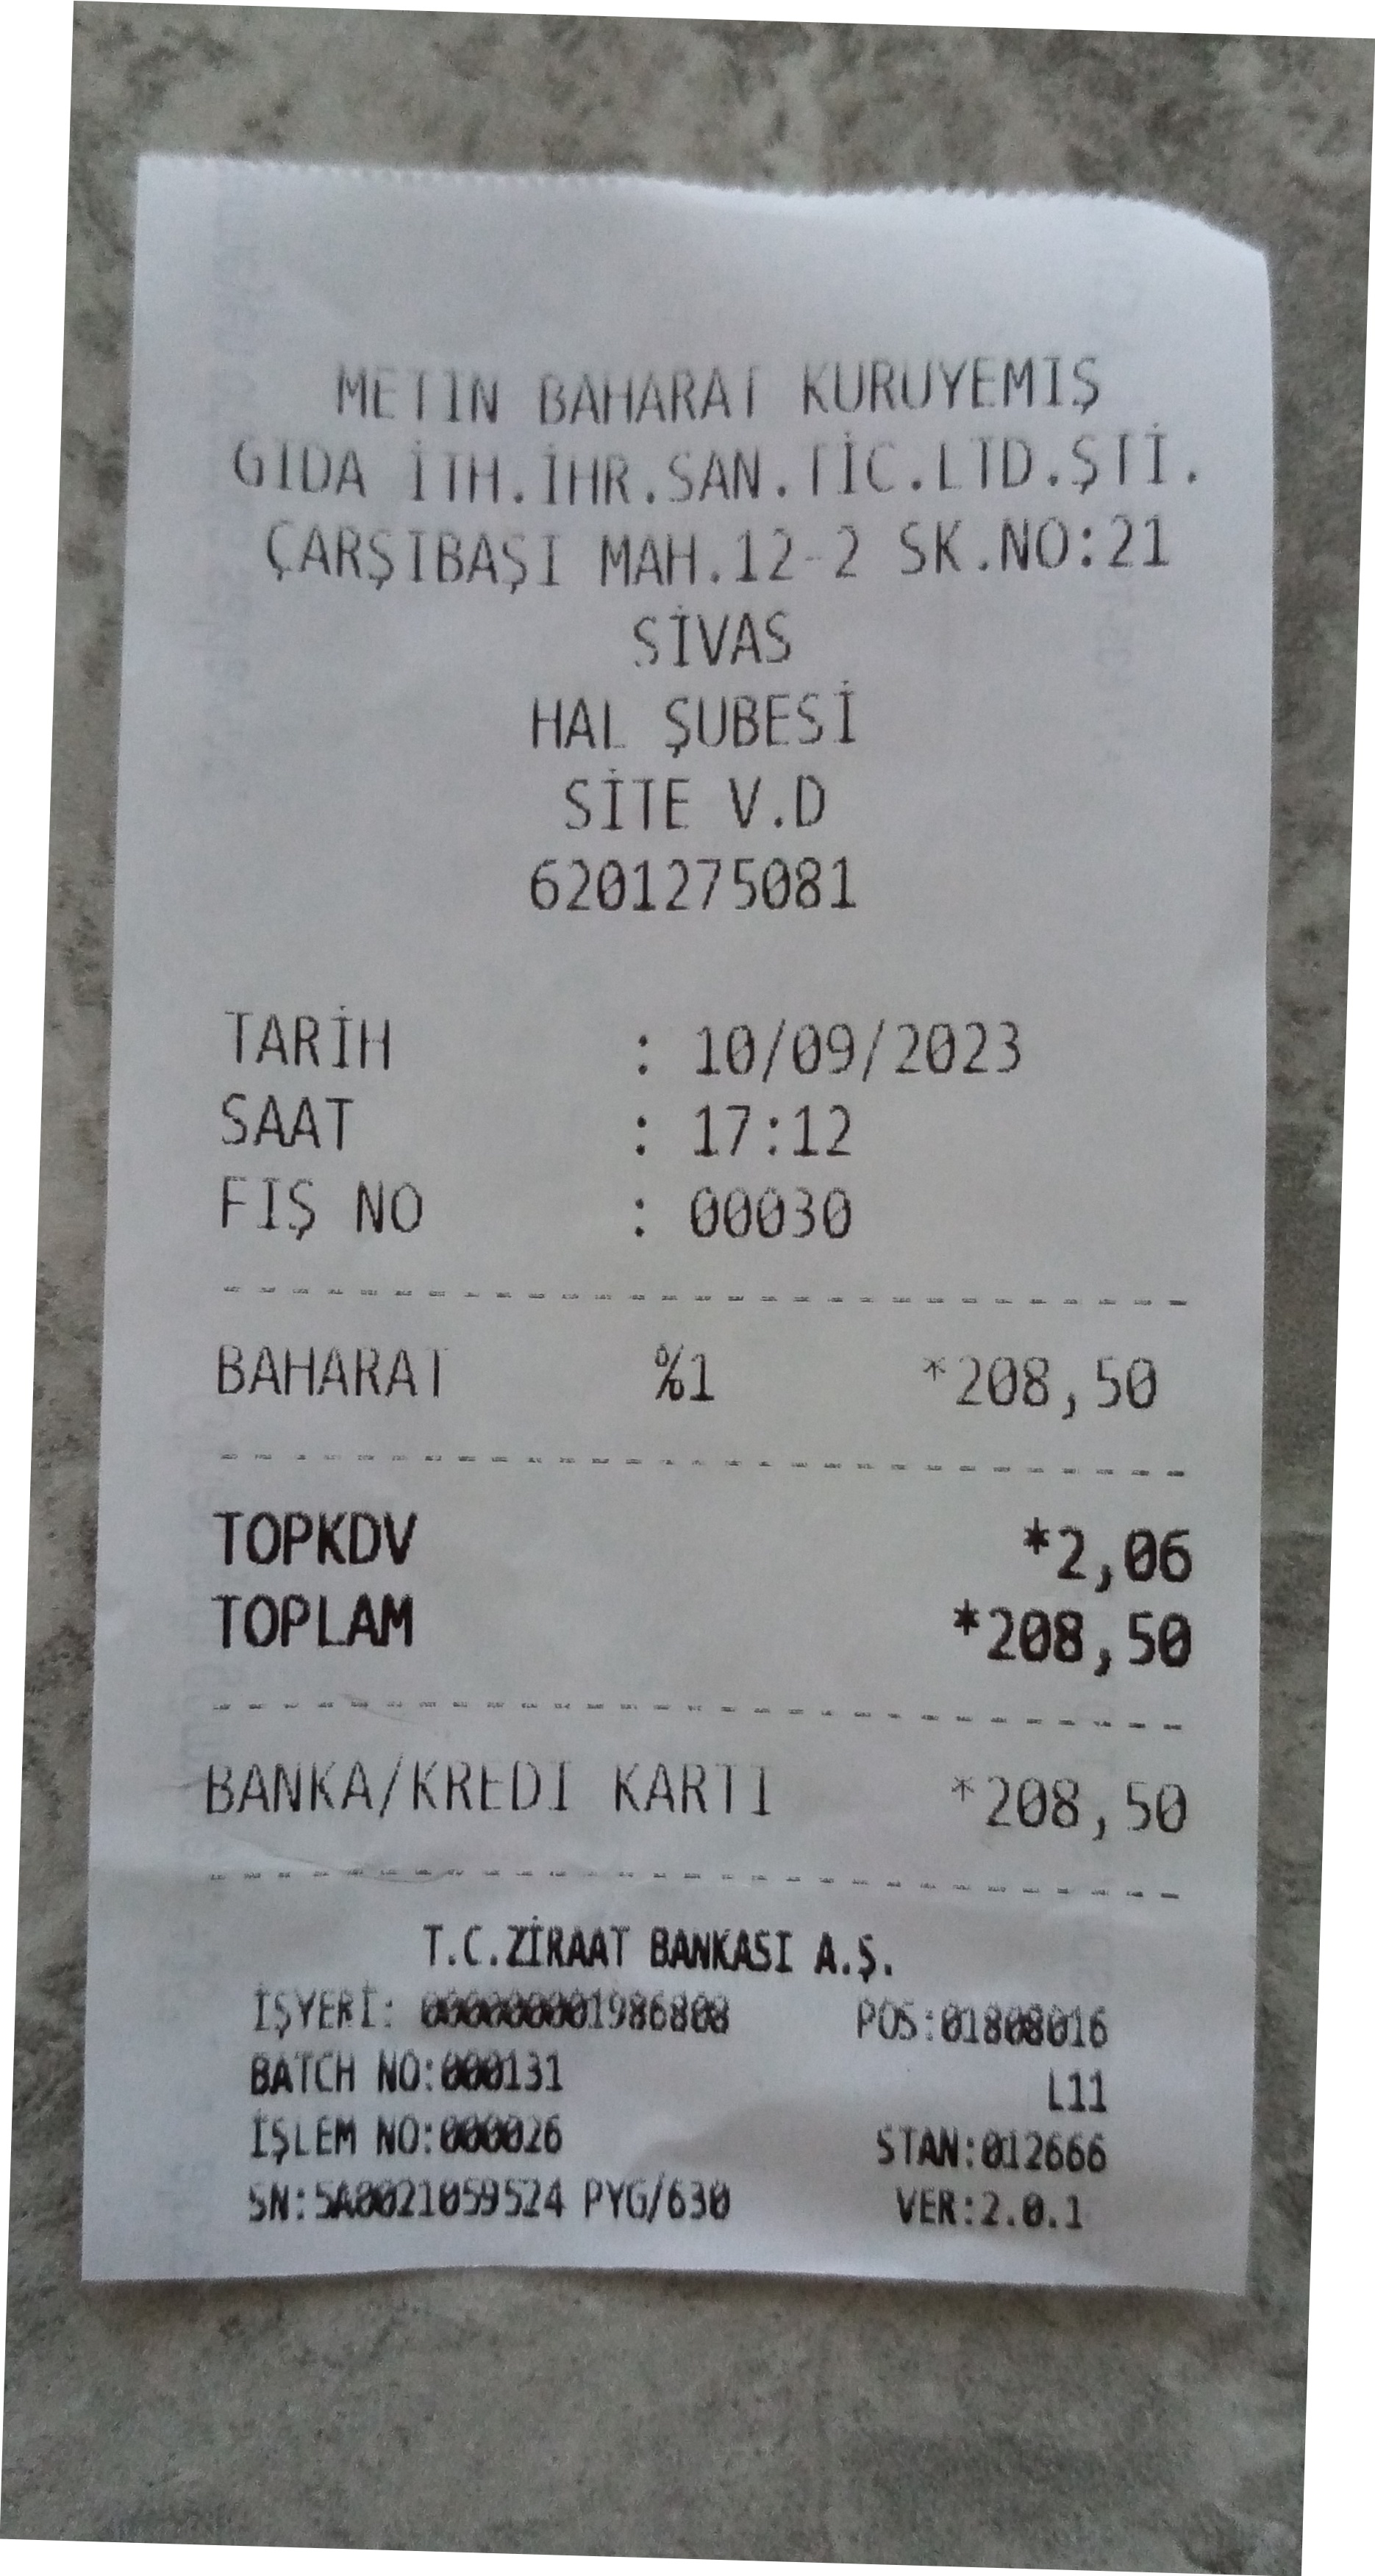 METIN BAHARAT KURUYEMIŞ
GIDA İTH.İHR.SAN.TİC.LTD.ŞTİ.
ÇARŞIBAŞI MAH.12-2 SK.NO:21
SİVAS
HAL ŞUBESİ
SİTE V.D
6201275081
TARİH : 10/09/2023
SAAT : 17:12
FIŞ NO : 00030
BAHARAT %1 *208,50
TOPKDV *2,06
TOPLAM *208,50
BANKA/KREDI KARTI *208,50
T.C.ZİRAAT BANKASI A.Ş.
İŞYERİ: 000000001986808 POS:01808016
BATCH NO:000131 L11
İŞLEM NO:000026 STAN:012666
SN:5A0021059524 PYG/630 VER:2.0.1